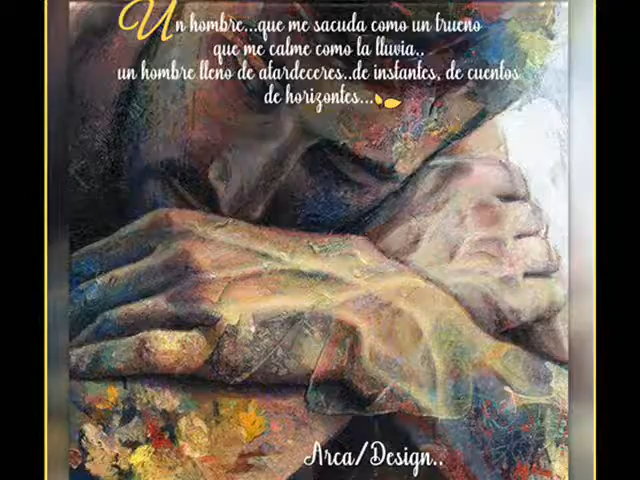 Un hombre...que me sacuda como un trueno
que me calme como la lluvia..
un hombre lleno de atardeceres..de instantes, de cuentos
de horizontes...
Arca/Design..